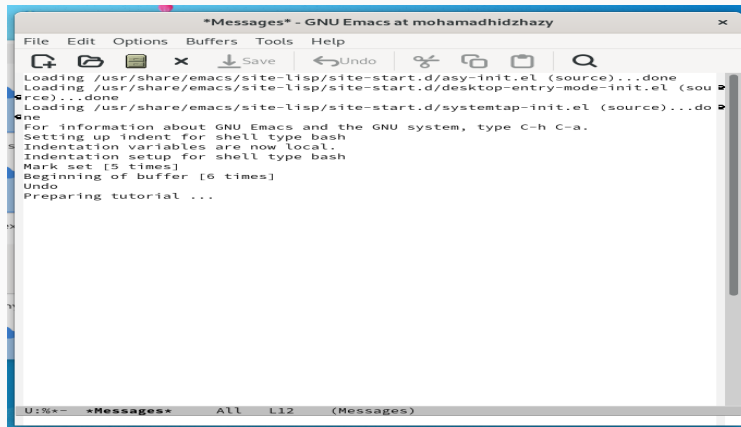 *Messages* - GNU Emacs at mohamadhidzhazy
File Edit Options Buffers Tools Help
Save Undo
Loading /usr/share/emacs/site-lisp/site-start.d/asy-init.el (source)...done
Loading /usr/share/emacs/site-lisp/site-start.d/desktop-entry-mode-init.el (sou
rce)...done
Loading /usr/share/emacs/site-lisp/site-start.d/systemtap-init.el (source)...do
ne
For information about GNU Emacs and the GNU system, type C-h C-a.
Setting up indent for shell type bash
Indentation variables are now local.
Indentation setup for shell type bash
Mark set [5 times]
Beginning of buffer [6 times]
Undo
Preparing tutorial ...
U:%*- *Messages* All L12 (Messages)